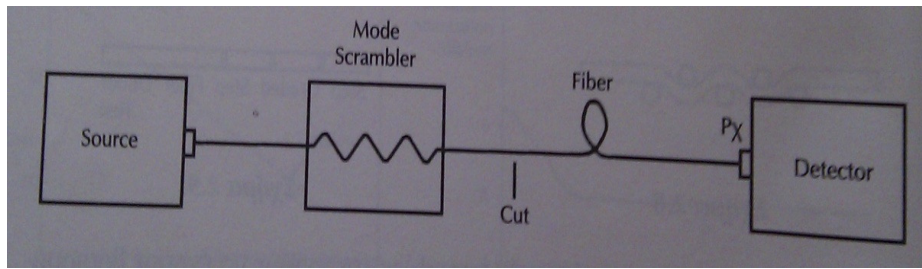 Mode
Scrambler
Source
Fiber
Px
Detector
Cut